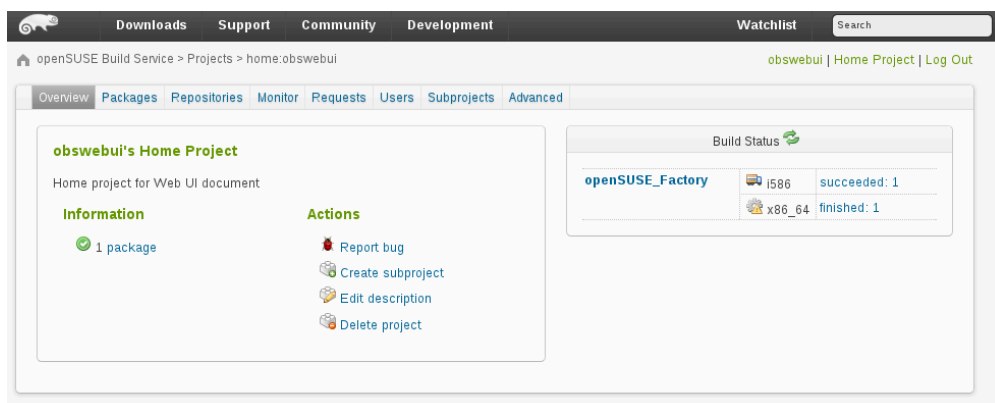 Downloads Support Community Development Watchlist Search
openSUSE Build Service > Projects > home:obswebui obswebui | Home Project | Log Out
Overview Packages Repositories Monitor Requests Users Subprojects Advanced
obswebui's Home Project
Home project for Web UI document
Information
1 package
Actions
Report bug
Create subproject
Edit description
Delete project
Build Status
openSUSE_Factory i586 succeeded: 1
x86_64 finished: 1